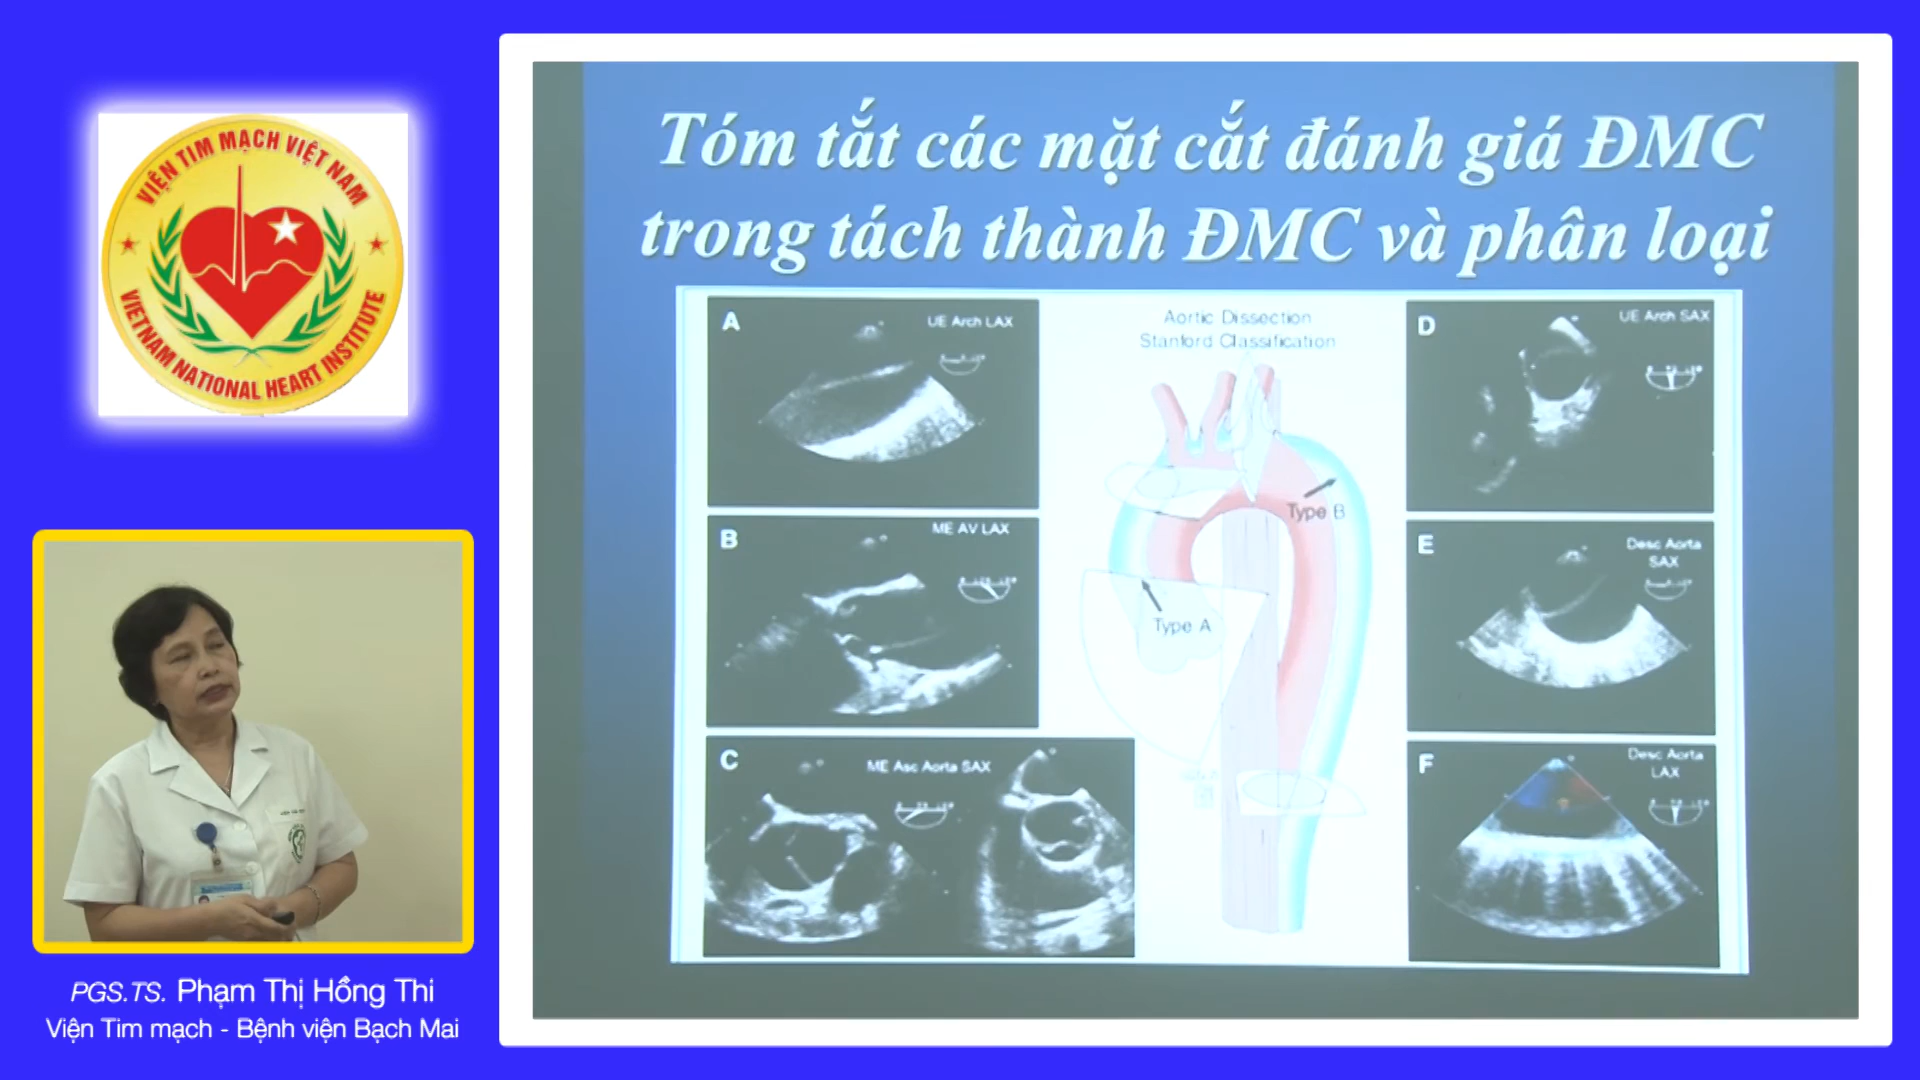 VIỆN TIM MẠCH VIỆT NAM
VIETNAM NATIONAL HEART INSTITUTE
PGS.TS. Phạm Thị Hồng Thi
Viện Tim mạch - Bệnh viện Bạch Mai
Tóm tắt các mặt cắt đánh giá ĐMC
trong tách thành ĐMC và phân loại
A
UE Arch LAX
B
ME AV LAX
C
ME Asc Aorta SAX
Aortic Dissection
Stanford Classification
Type B
Type A
D
UE Arch SAX
E
Desc Aorta
SAX
F
Desc Aorta
LAX